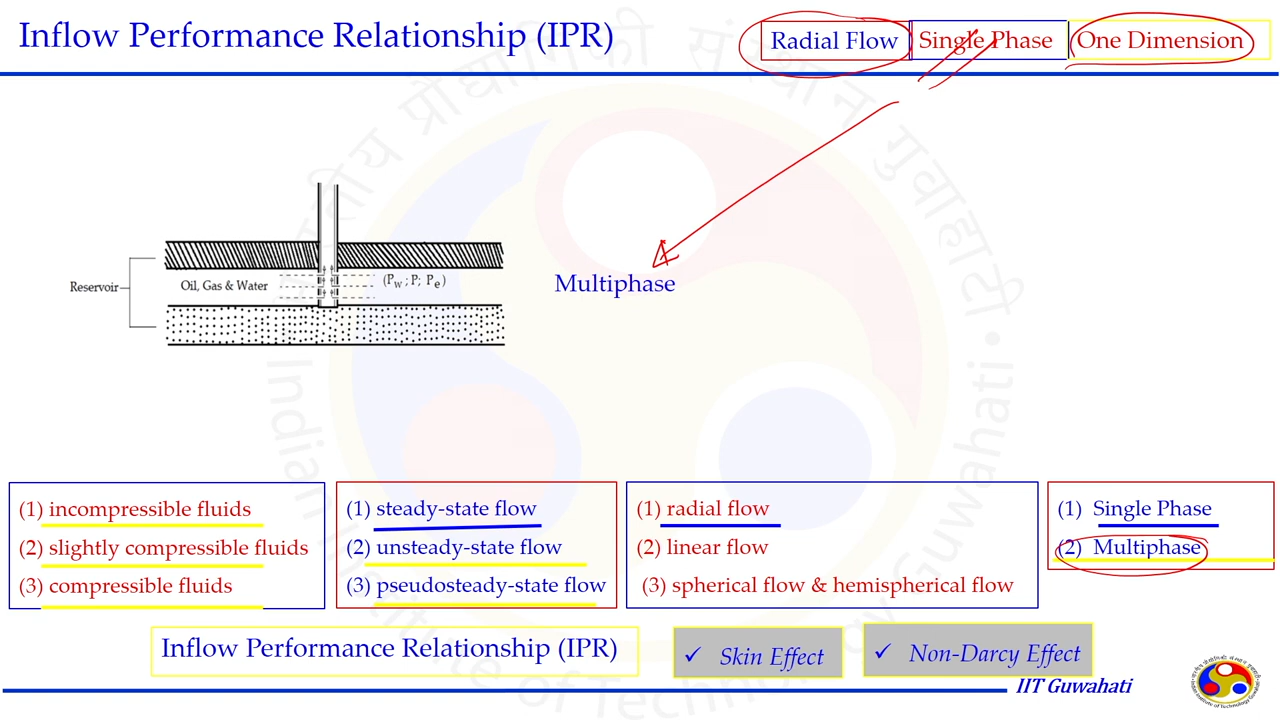 Inflow Performance Relationship (IPR)
Radial Flow Single Phase One Dimension
Reservoir
Oil, Gas & Water
(Pw ; P; Pe)
Multiphase
(1) incompressible fluids
(2) slightly compressible fluids
(3) compressible fluids
(1) steady-state flow
(2) unsteady-state flow
(3) pseudosteady-state flow
(1) radial flow
(2) linear flow
(3) spherical flow & hemispherical flow
(1) Single Phase
(2) Multiphase
Inflow Performance Relationship (IPR)
✓ Skin Effect
✓ Non-Darcy Effect
IIT Guwahati